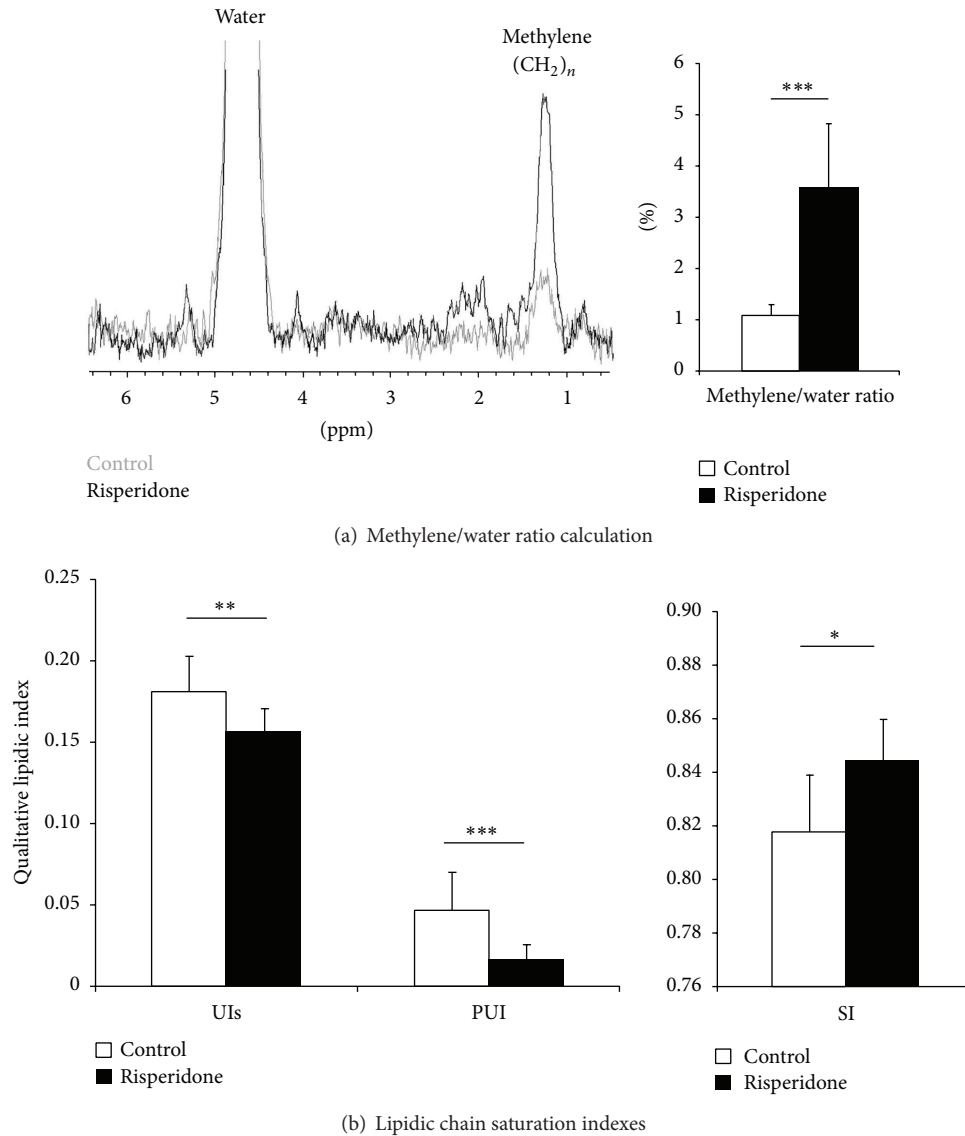 Water
Methylene
(CH₂)ₙ
6 5 4 3 2 1
(ppm)
Control
Risperidone
6
5
4
3
2
1
0
(%)
***
Methylene/water ratio
Control
Risperidone
(a) Methylene/water ratio calculation
0.25
0.20
0.15
0.10
0.05
0
Qualitative lipidic index
**
***
UIs PUI
Control
Risperidone
0.90
0.88
0.86
0.84
0.82
0.80
0.78
0.76
*
SI
Control
Risperidone
(b) Lipidic chain saturation indexes